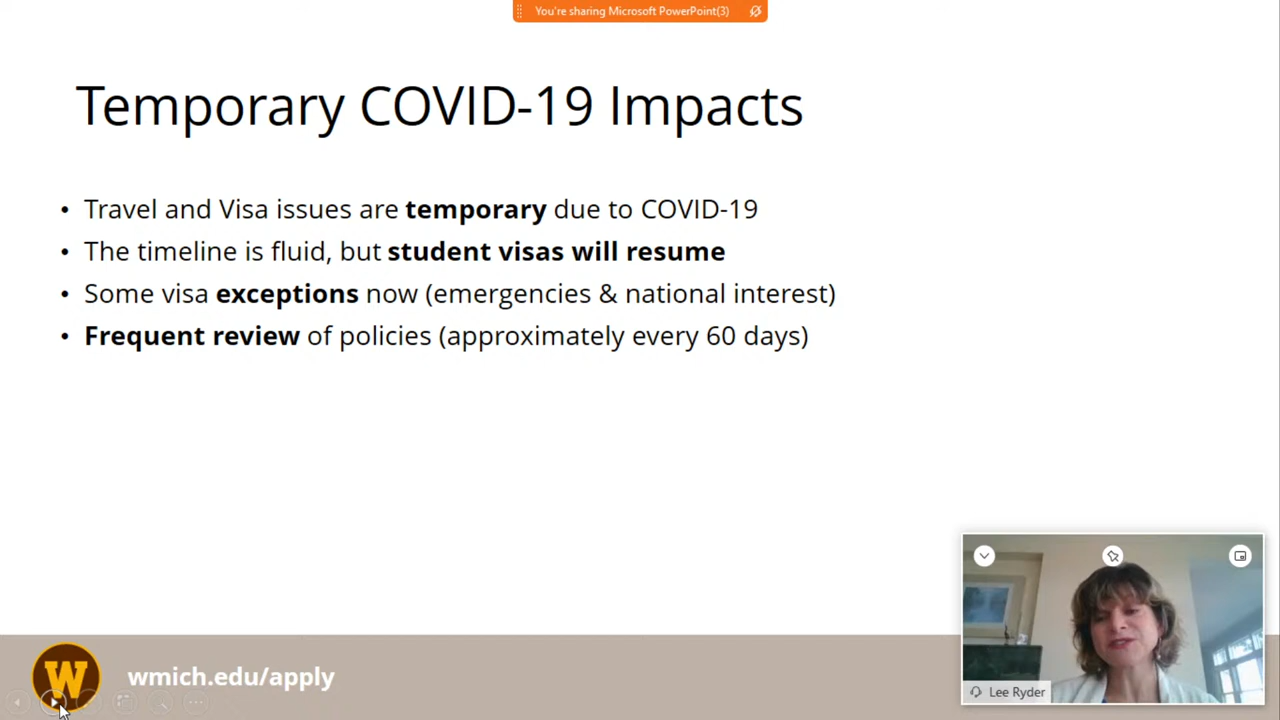 You're sharing Microsoft PowerPoint(3)
Temporary COVID-19 Impacts
• Travel and Visa issues are temporary due to COVID-19
• The timeline is fluid, but student visas will resume
• Some visa exceptions now (emergencies & national interest)
• Frequent review of policies (approximately every 60 days)
W
wmich.edu/apply
Lee Ryder